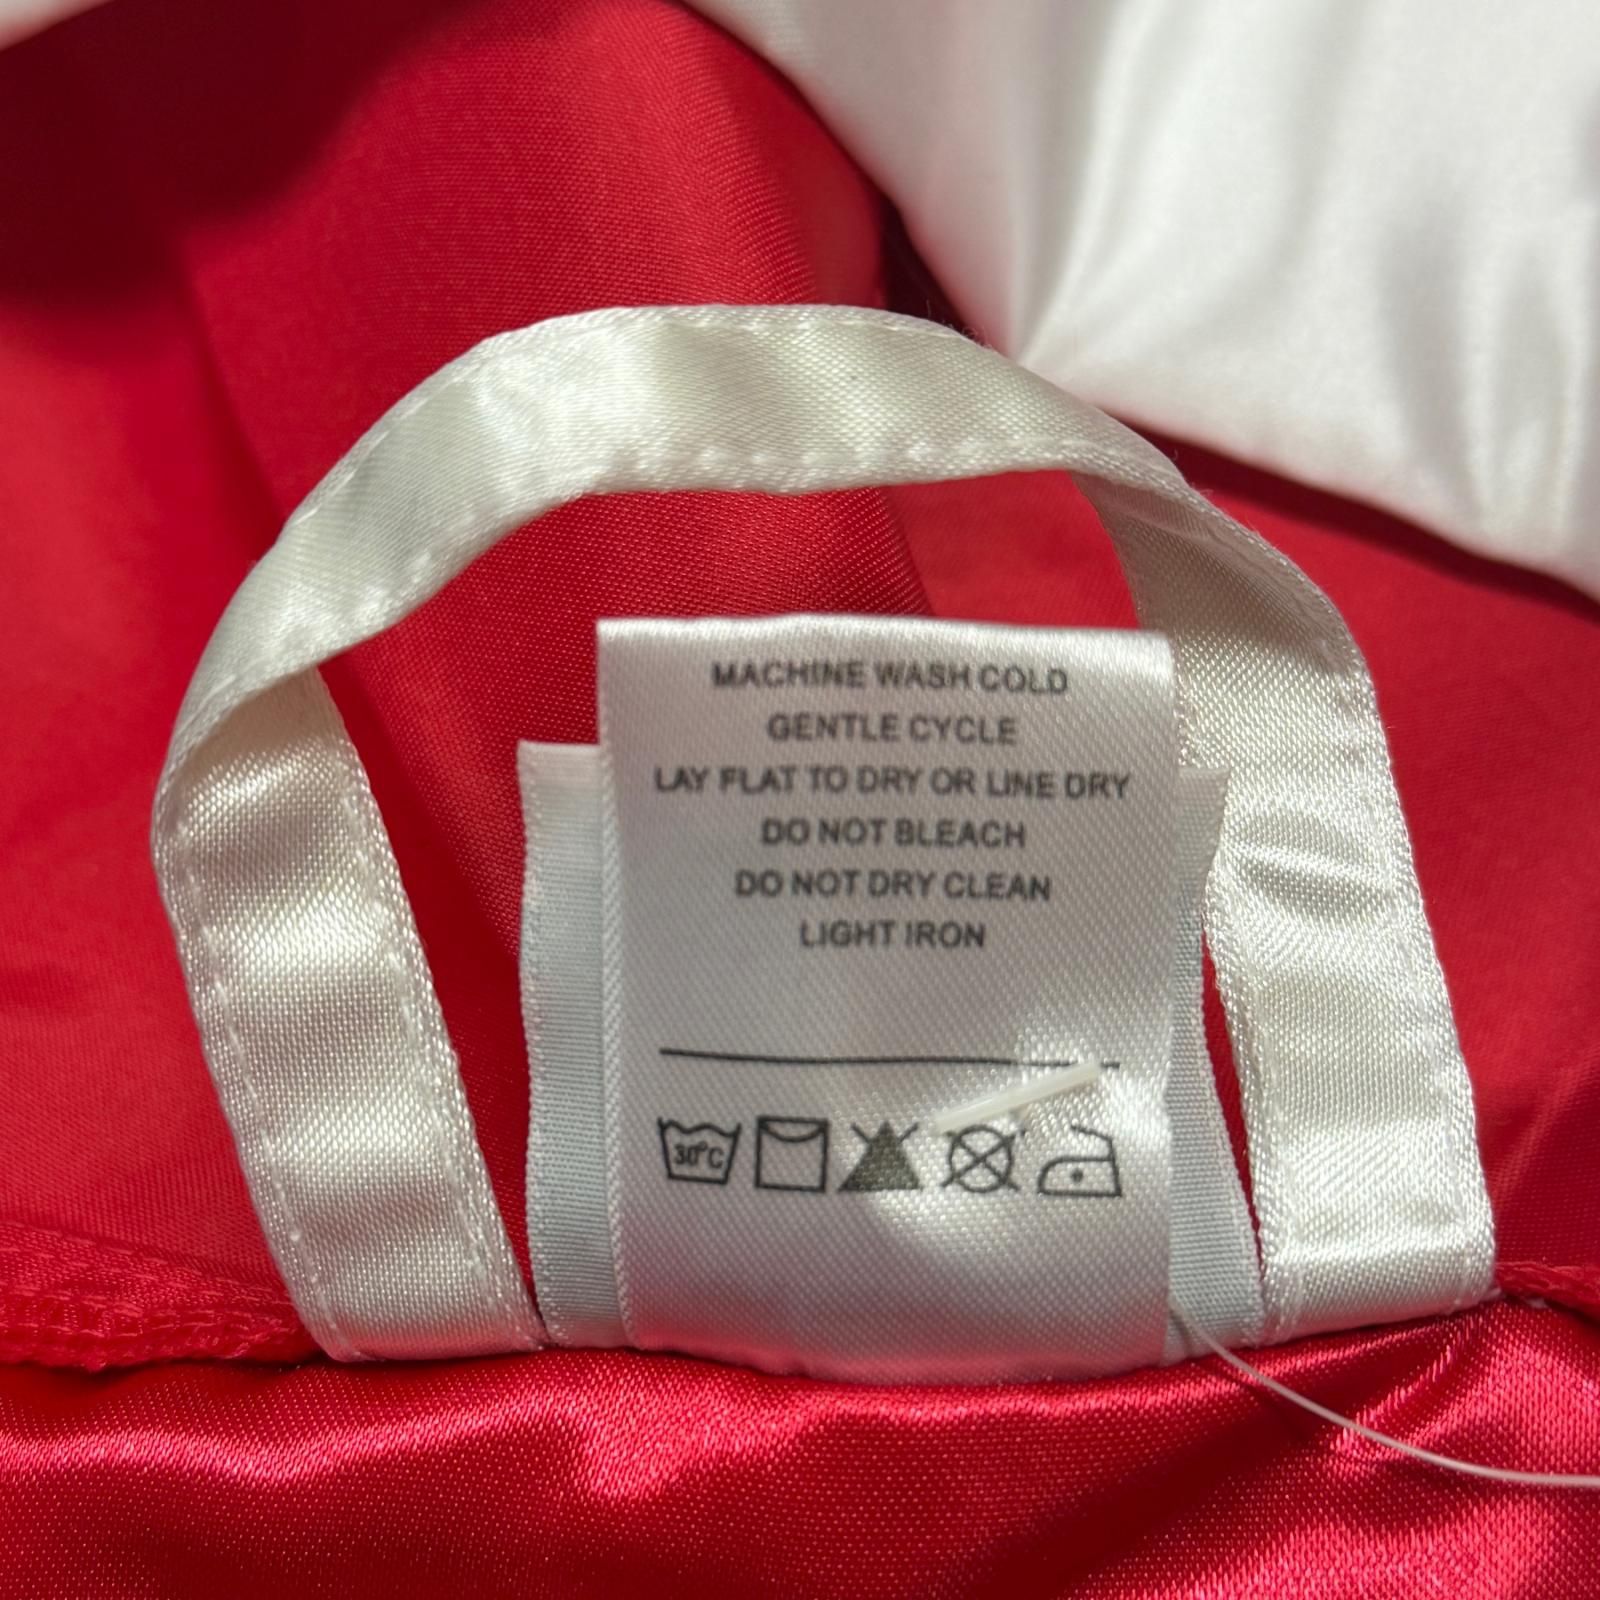 MACHINE WASH COLD
GENTLE CYCLE
LAY FLAT TO DRY OR LINE DRY
DO NOT BLEACH
DO NOT DRY CLEAN
LIGHT IRON
30°C